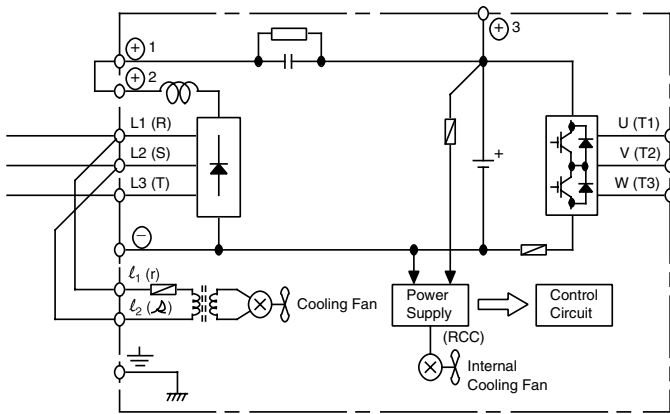 ⊕ 1
⊕ 3
⊕ 2
L1 (R)
L2 (S)
L3 (T)
+
U (T1)
V (T2)
W (T3)
⊖
ℓ1 (r)
ℓ2 (s)
Cooling Fan
Power
Supply
(RCC)
Control
Circuit
Internal
Cooling Fan